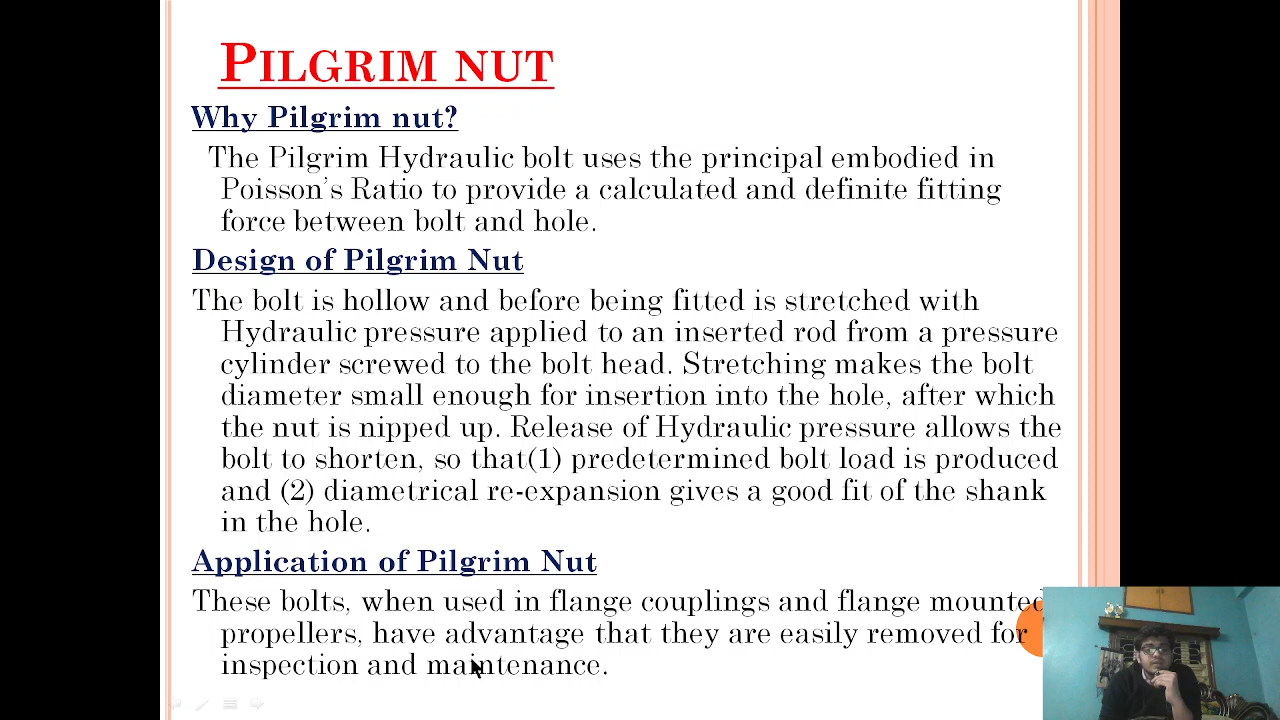 PILGRIM NUT
Why Pilgrim nut?
The Pilgrim Hydraulic bolt uses the principal embodied in
Poisson's Ratio to provide a calculated and definite fitting
force between bolt and hole.
Design of Pilgrim Nut
The bolt is hollow and before being fitted is stretched with
Hydraulic pressure applied to an inserted rod from a pressure
cylinder screwed to the bolt head. Stretching makes the bolt
diameter small enough for insertion into the hole, after which
the nut is nipped up. Release of Hydraulic pressure allows the
bolt to shorten, so that(1) predetermined bolt load is produced
and (2) diametrical re-expansion gives a good fit of the shank
in the hole.
Application of Pilgrim Nut
These bolts, when used in flange couplings and flange mounted
propellers, have advantage that they are easily removed for
inspection and maintenance.